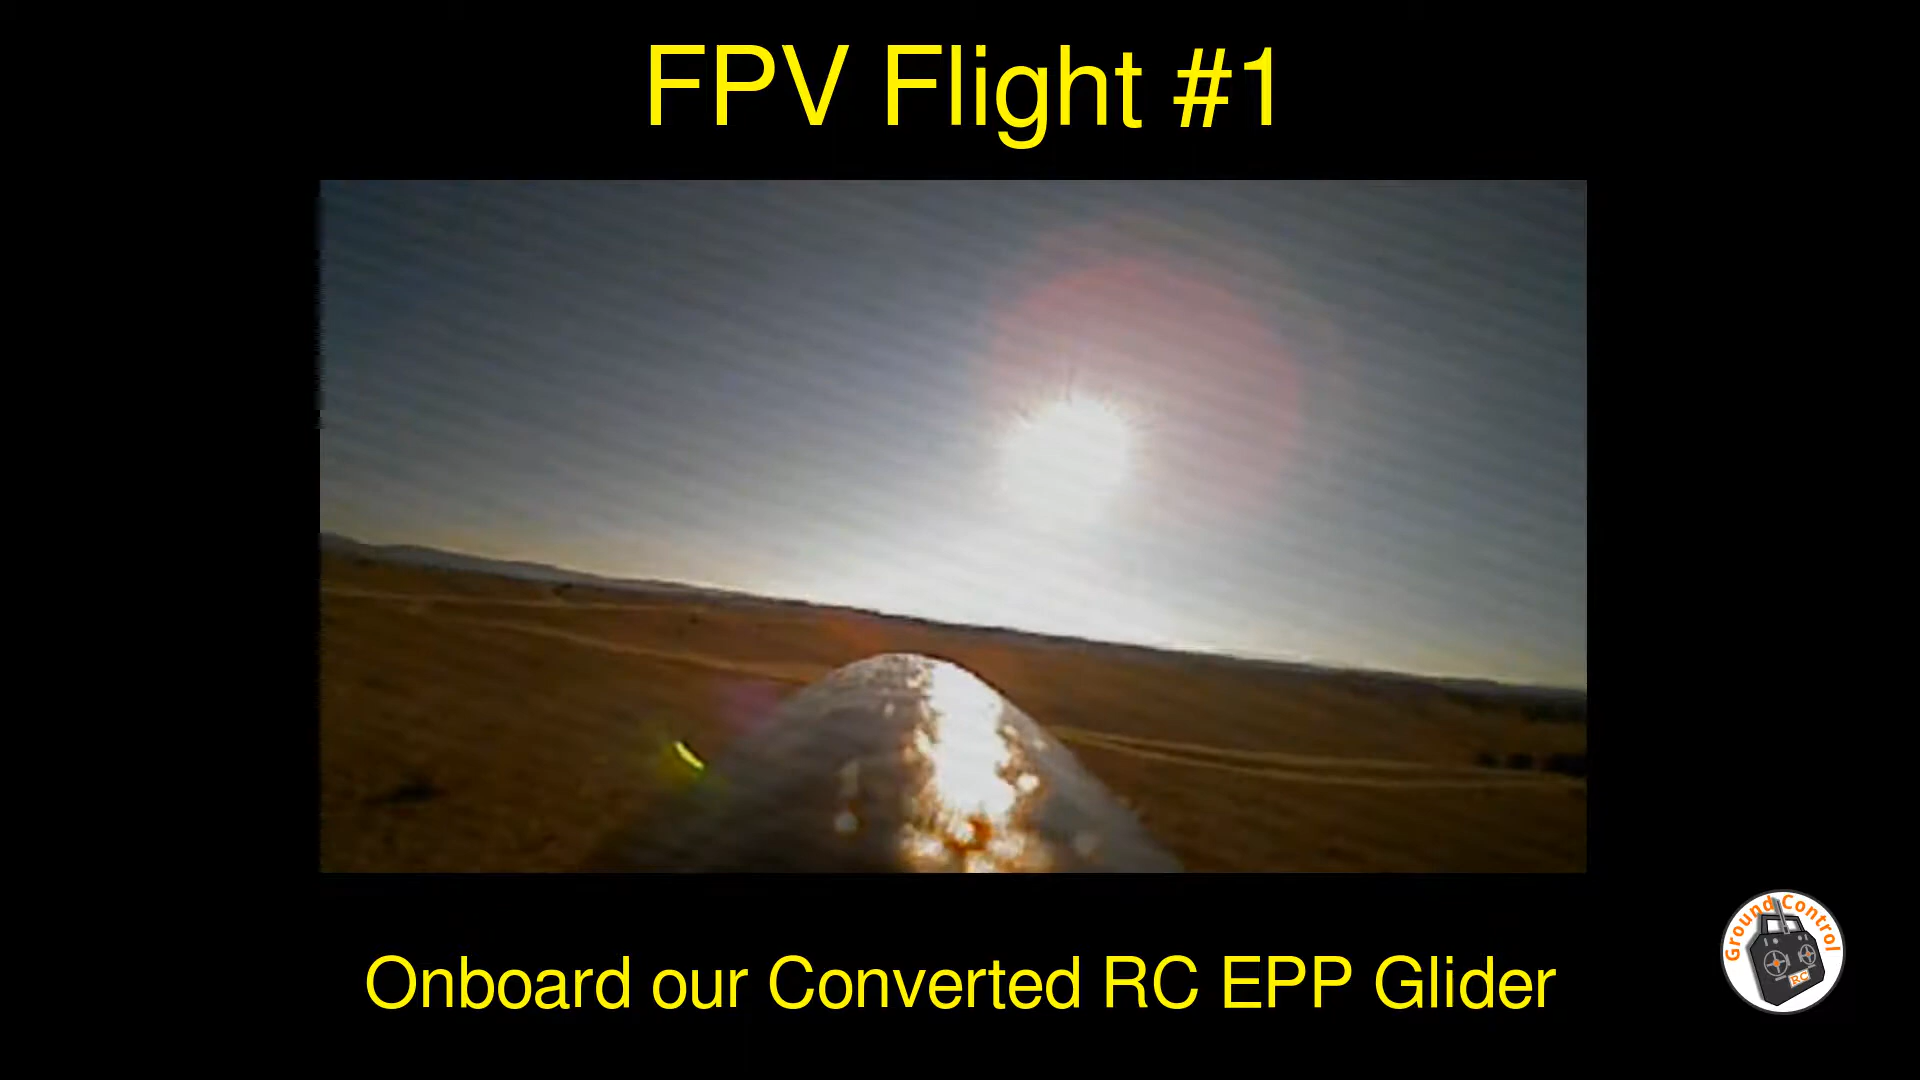 FPV Flight #1
Onboard our Converted RC EPP Glider
Ground Control
RC